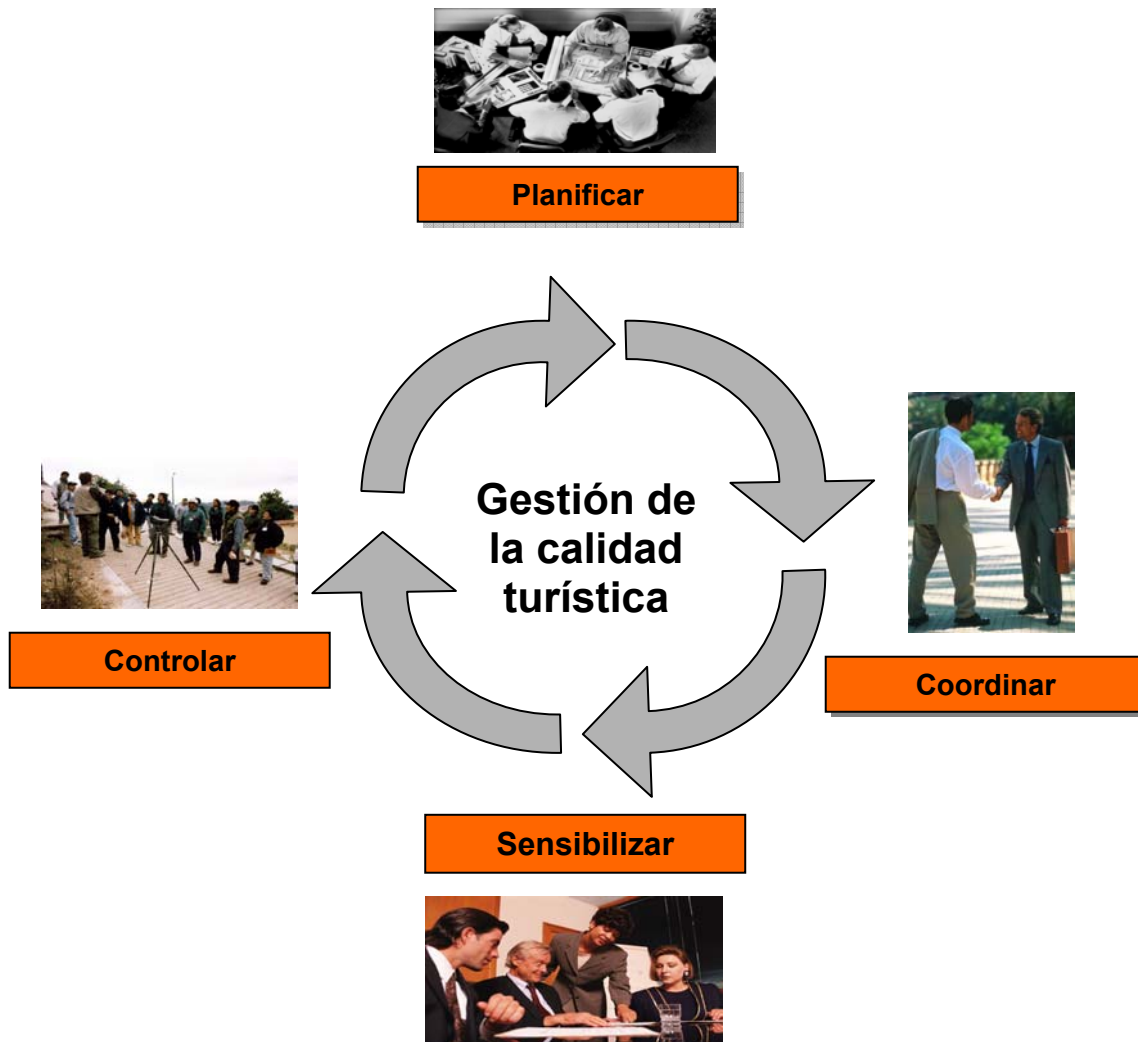 Planificar
Gestión de
la calidad
turística
Controlar
Coordinar
Sensibilizar